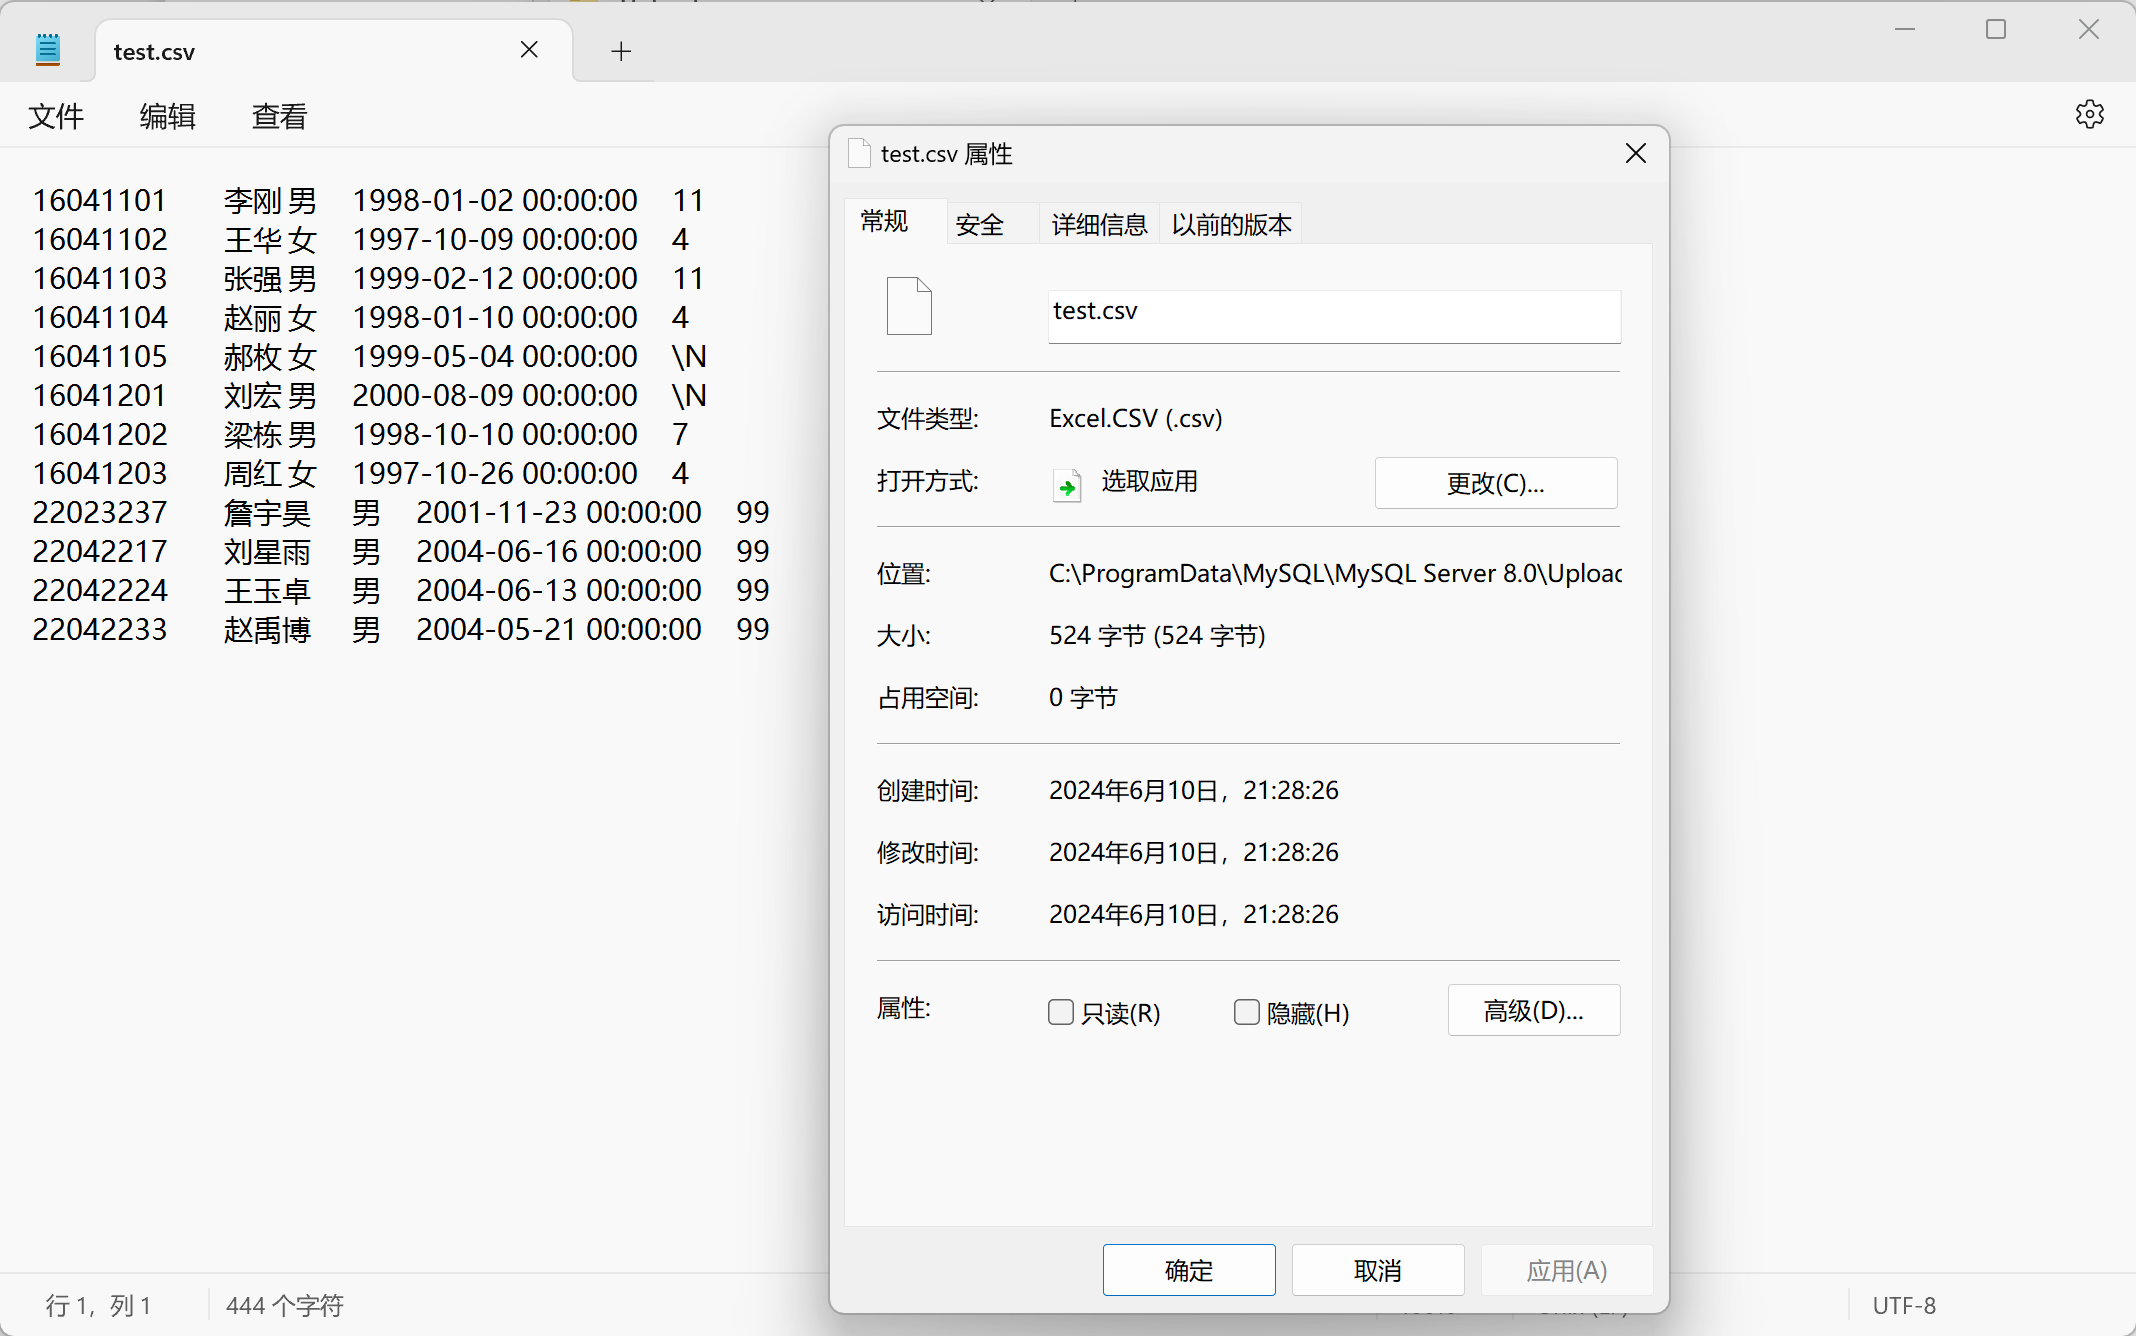 test.csv
文件 编辑 查看
16041101 李刚 男 1998-01-02 00:00:00 11
16041102 王华 女 1997-10-09 00:00:00 4
16041103 张强 男 1999-02-12 00:00:00 11
16041104 赵丽 女 1998-01-10 00:00:00 4
16041105 郝枚 女 1999-05-04 00:00:00 \N
16041201 刘宏 男 2000-08-09 00:00:00 \N
16041202 梁栋 男 1998-10-10 00:00:00 7
16041203 周红 女 1997-10-26 00:00:00 4
22023237 詹宇昊 男 2001-11-23 00:00:00 99
22042217 刘星雨 男 2004-06-16 00:00:00 99
22042224 王玉卓 男 2004-06-13 00:00:00 99
22042233 赵禹博 男 2004-05-21 00:00:00 99
test.csv 属性
常规 安全 详细信息 以前的版本
test.csv
文件类型: Excel.CSV (.csv)
打开方式: 选取应用 更改(C)...
位置: C:\ProgramData\MySQL\MySQL Server 8.0\Uploac
大小: 524 字节 (524 字节)
占用空间: 0 字节
创建时间: 2024年6月10日，21:28:26
修改时间: 2024年6月10日，21:28:26
访问时间: 2024年6月10日，21:28:26
属性: 只读(R) 隐藏(H) 高级(D)...
确定 取消 应用(A)
行 1，列 1 444 个字符 UTF-8